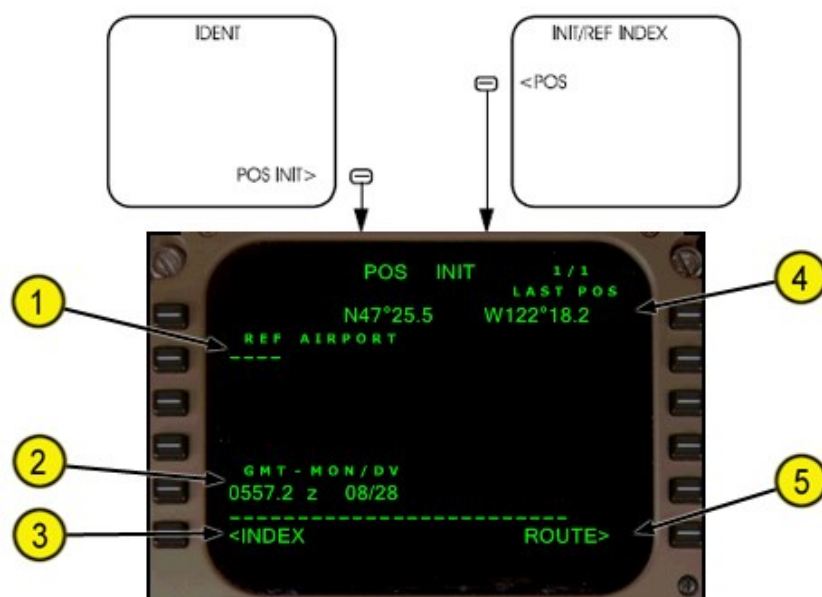 IDENT
INIT/REF INDEX
<POS
POS INIT>
POS INIT 1/1
LAST POS
N47°25.5 W122°18.2
REF AIRPORT
----
GMT-MON/DV
0557.2 z 08/28
--------------------------
<INDEX ROUTE>
1
2
3
4
5